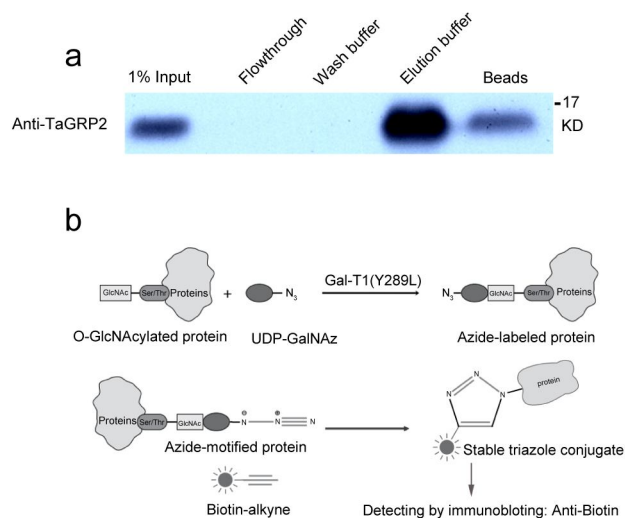 a
1% Input
Flowthrough
Wash buffer
Elution buffer
Beads
Anti-TaGRP2
-17
KD
b
GlcNAc
Ser/Thr
Proteins
+
N3
Gal-T1(Y289L)
N3
GlcNAc
Ser/Thr
Proteins
O-GlcNAcylated protein
UDP-GalNAz
Azide-labeled protein
Proteins
Ser/Thr
GlcNAc
⊖
⊕
N
N
N
Azide-motified protein
Biotin-alkyne
N
N
N
protein
Stable triazole conjugate
Detecting by immunobloting: Anti-Biotin